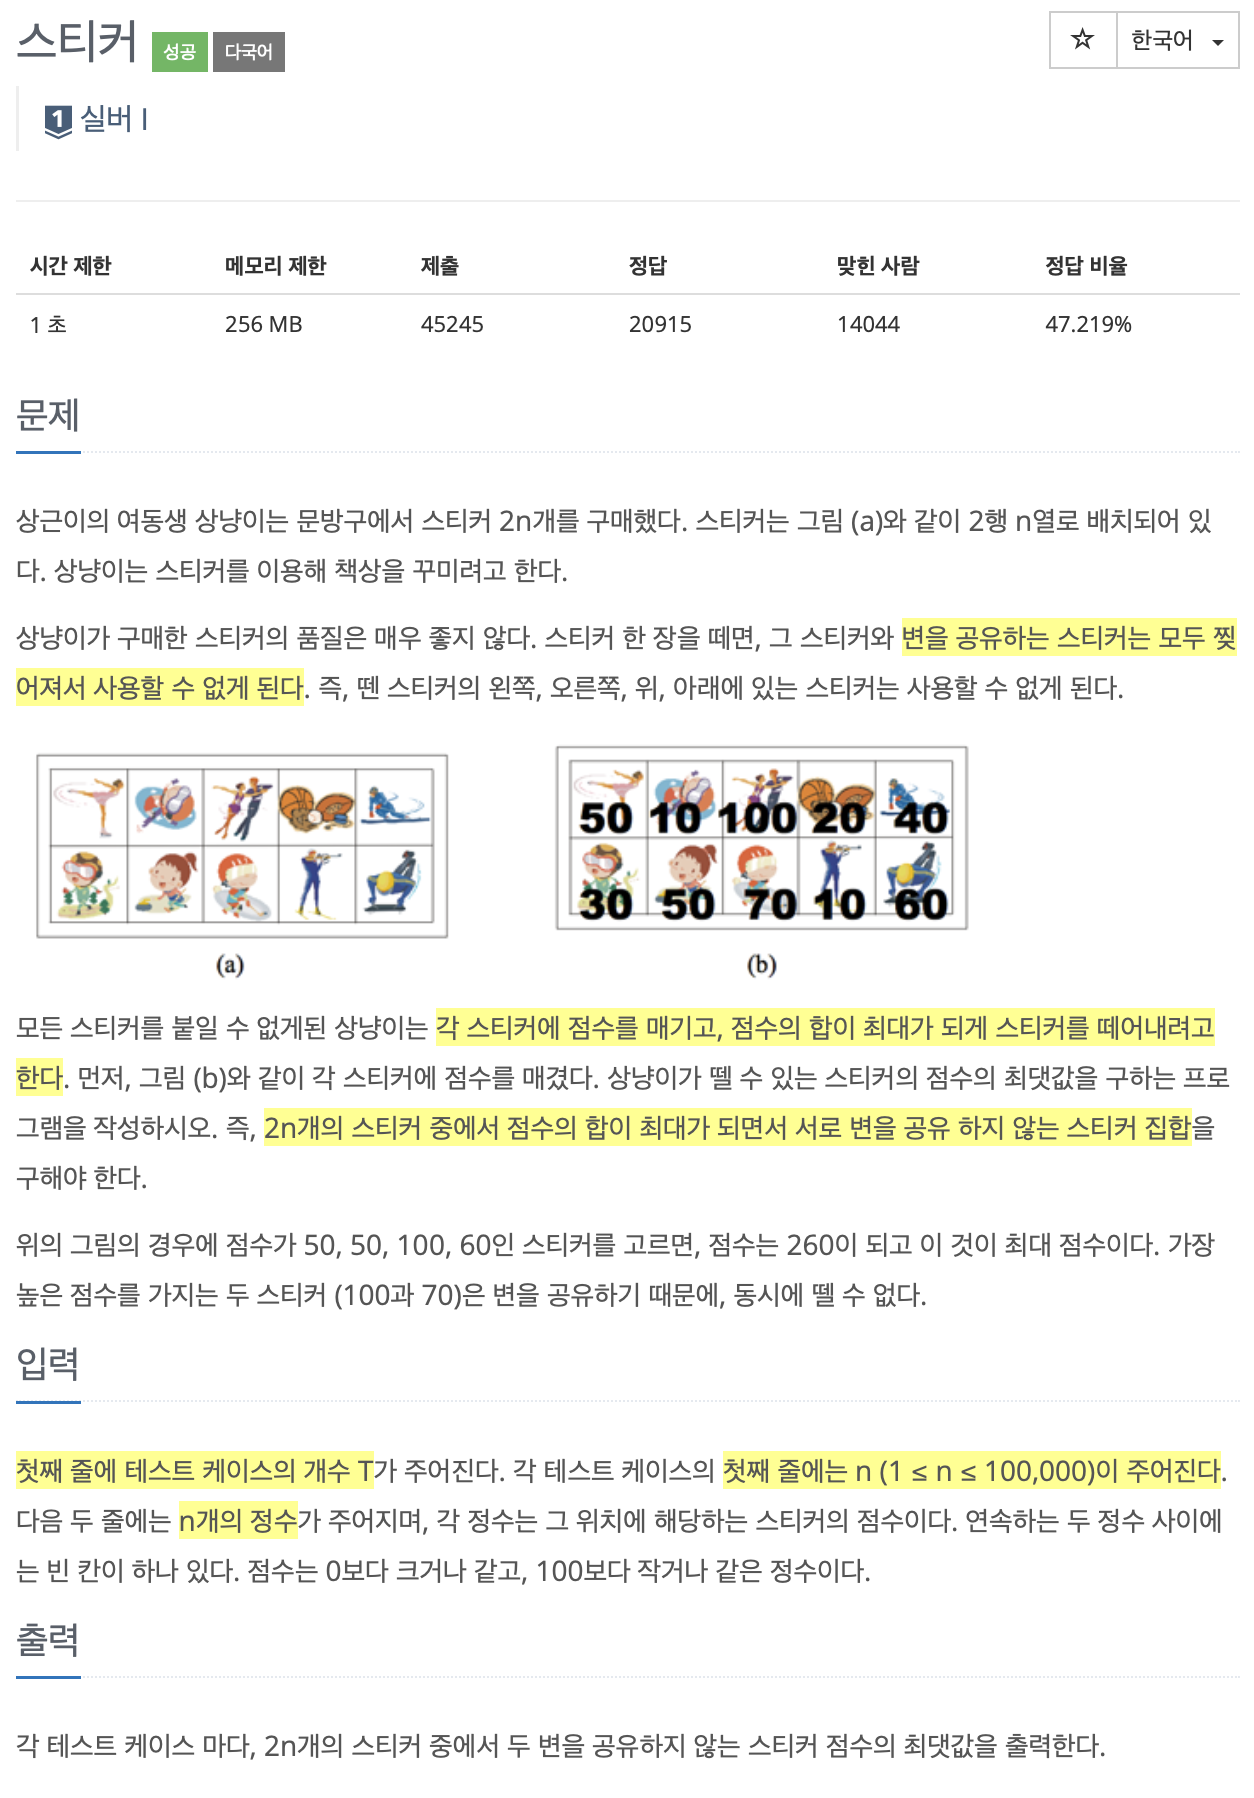 스티커 성공 다국어
☆ 한국어
1 실버 I
시간 제한 메모리 제한 제출 정답 맞힌 사람 정답 비율
1 초 256 MB 45245 20915 14044 47.219%
문제
상근이의 여동생 상냥이는 문방구에서 스티커 2n개를 구매했다. 스티커는 그림 (a)와 같이 2행 n열로 배치되어 있
다. 상냥이는 스티커를 이용해 책상을 꾸미려고 한다.
상냥이가 구매한 스티커의 품질은 매우 좋지 않다. 스티커 한 장을 떼면, 그 스티커와 변을 공유하는 스티커는 모두 찢
어져서 사용할 수 없게 된다. 즉, 뗀 스티커의 왼쪽, 오른쪽, 위, 아래에 있는 스티커는 사용할 수 없게 된다.
50 10 100 20 40
30 50 70 10 60
(a) (b)
모든 스티커를 붙일 수 없게된 상냥이는 각 스티커에 점수를 매기고, 점수의 합이 최대가 되게 스티커를 떼어내려고
한다. 먼저, 그림 (b)와 같이 각 스티커에 점수를 매겼다. 상냥이가 뗄 수 있는 스티커의 점수의 최댓값을 구하는 프로
그램을 작성하시오. 즉, 2n개의 스티커 중에서 점수의 합이 최대가 되면서 서로 변을 공유 하지 않는 스티커 집합을
구해야 한다.
위의 그림의 경우에 점수가 50, 50, 100, 60인 스티커를 고르면, 점수는 260이 되고 이 것이 최대 점수이다. 가장
높은 점수를 가지는 두 스티커 (100과 70)은 변을 공유하기 때문에, 동시에 뗄 수 없다.
입력
첫째 줄에 테스트 케이스의 개수 T가 주어진다. 각 테스트 케이스의 첫째 줄에는 n (1 ≤ n ≤ 100,000)이 주어진다.
다음 두 줄에는 n개의 정수가 주어지며, 각 정수는 그 위치에 해당하는 스티커의 점수이다. 연속하는 두 정수 사이에
는 빈 칸이 하나 있다. 점수는 0보다 크거나 같고, 100보다 작거나 같은 정수이다.
출력
각 테스트 케이스 마다, 2n개의 스티커 중에서 두 변을 공유하지 않는 스티커 점수의 최댓값을 출력한다.